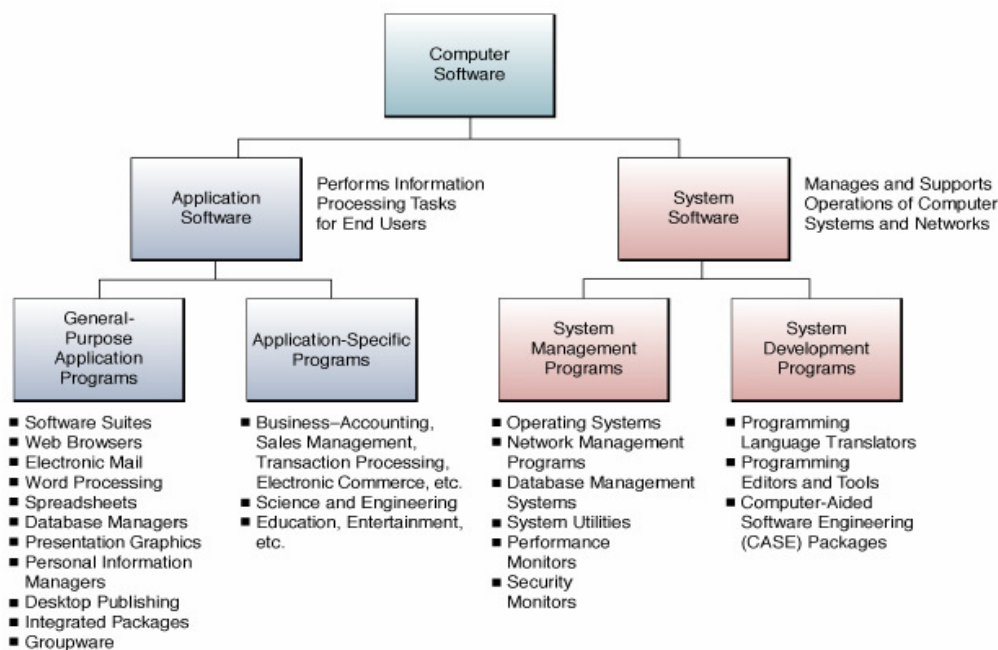 Computer
Software
Application
Software
Performs Information
Processing Tasks
for End Users
System
Software
Manages and Supports
Operations of Computer
Systems and Networks
General-
Purpose
Application
Programs
Application-Specific
Programs
System
Management
Programs
System
Development
Programs
■ Software Suites
■ Web Browsers
■ Electronic Mail
■ Word Processing
■ Spreadsheets
■ Database Managers
■ Presentation Graphics
■ Personal Information
Managers
■ Desktop Publishing
■ Integrated Packages
■ Groupware
■ Business–Accounting,
Sales Management,
Transaction Processing,
Electronic Commerce, etc.
■ Science and Engineering
■ Education, Entertainment,
etc.
■ Operating Systems
■ Network Management
Programs
■ Database Management
Systems
■ System Utilities
■ Performance
Monitors
■ Security
Monitors
■ Programming
Language Translators
■ Programming
Editors and Tools
■ Computer-Aided
Software Engineering
(CASE) Packages